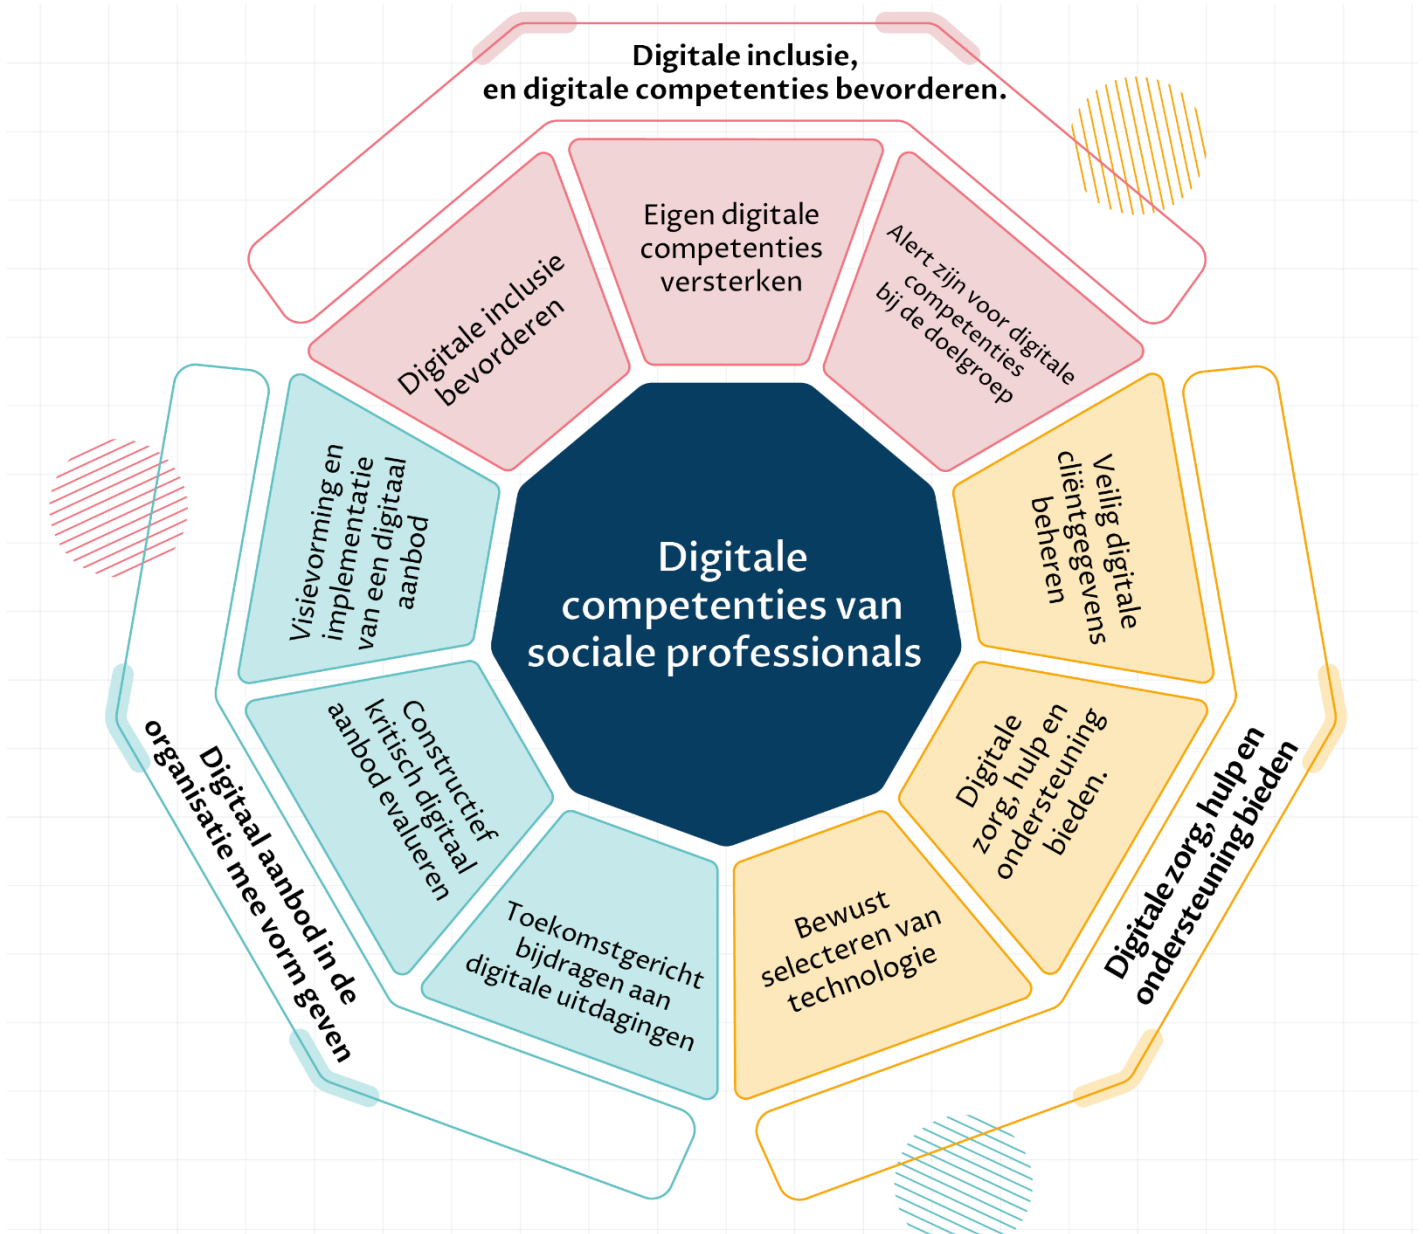 Digitale inclusie,
en digitale competenties bevorderen.
Eigen digitale
competenties
versterken
Alert zijn voor digitale
competenties
bij de doelgroep
Digitale inclusie
bevorderen
Veilig digitale
cliëntgegevens
beheren
Visievorming en
implementatie
van een digitaal
aanbod
Digitale
competenties van
sociale professionals
Digitale
zorg, hulp en
ondersteuning
bieden.
Digitale zorg, hulp en
ondersteuning bieden
Constructief
kritisch digitaal
aanbod evalueren
Digitaal aanbod in de
organisatie mee vorm geven
Bewust
selecteren van
technologie
Toekomstgericht
bijdragen aan
digitale uitdagingen